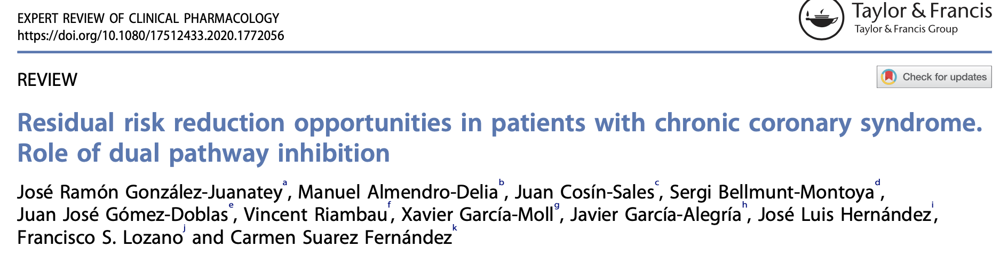 EXPERT REVIEW OF CLINICAL PHARMACOLOGY
https://doi.org/10.1080/17512433.2020.1772056
Taylor & Francis
Taylor & Francis Group
REVIEW
Check for updates
Residual risk reduction opportunities in patients with chronic coronary syndrome.
Role of dual pathway inhibition
José Ramón González-Juanatey^a, Manuel Almendro-Delia^b, Juan Cosín-Sales^c, Sergi Bellmunt-Montoya^d,
Juan José Gómez-Doblas^e, Vincent Riambau^f, Xavier García-Moll^g, Javier García-Alegría^h, José Luis Hernández^i,
Francisco S. Lozano^j and Carmen Suarez Fernández^k